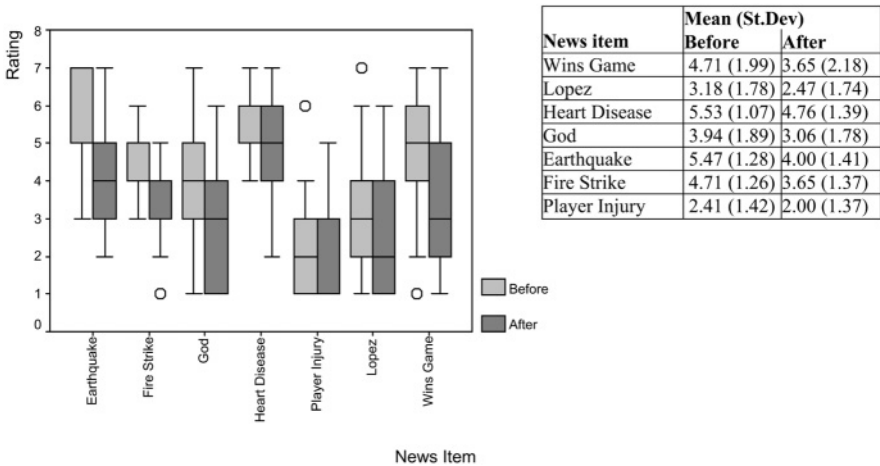 Rating
8
7
6
5
4
3
2
1
0
Earthquake
Fire Strike
God
Heart Disease
Player Injury
Lopez
Wins Game
News Item
Before
After
Mean (St.Dev)
News item Before After
Wins Game 4.71 (1.99) 3.65 (2.18)
Lopez 3.18 (1.78) 2.47 (1.74)
Heart Disease 5.53 (1.07) 4.76 (1.39)
God 3.94 (1.89) 3.06 (1.78)
Earthquake 5.47 (1.28) 4.00 (1.41)
Fire Strike 4.71 (1.26) 3.65 (1.37)
Player Injury 2.41 (1.42) 2.00 (1.37)